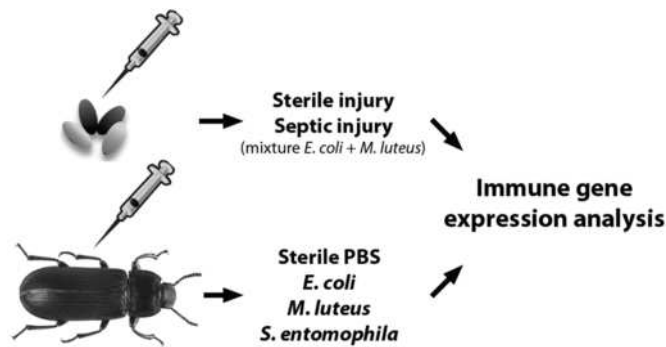 Sterile injury
Septic injury
(mixture E. coli + M. luteus)
Immune gene
expression analysis
Sterile PBS
E. coli
M. luteus
S. entomophila